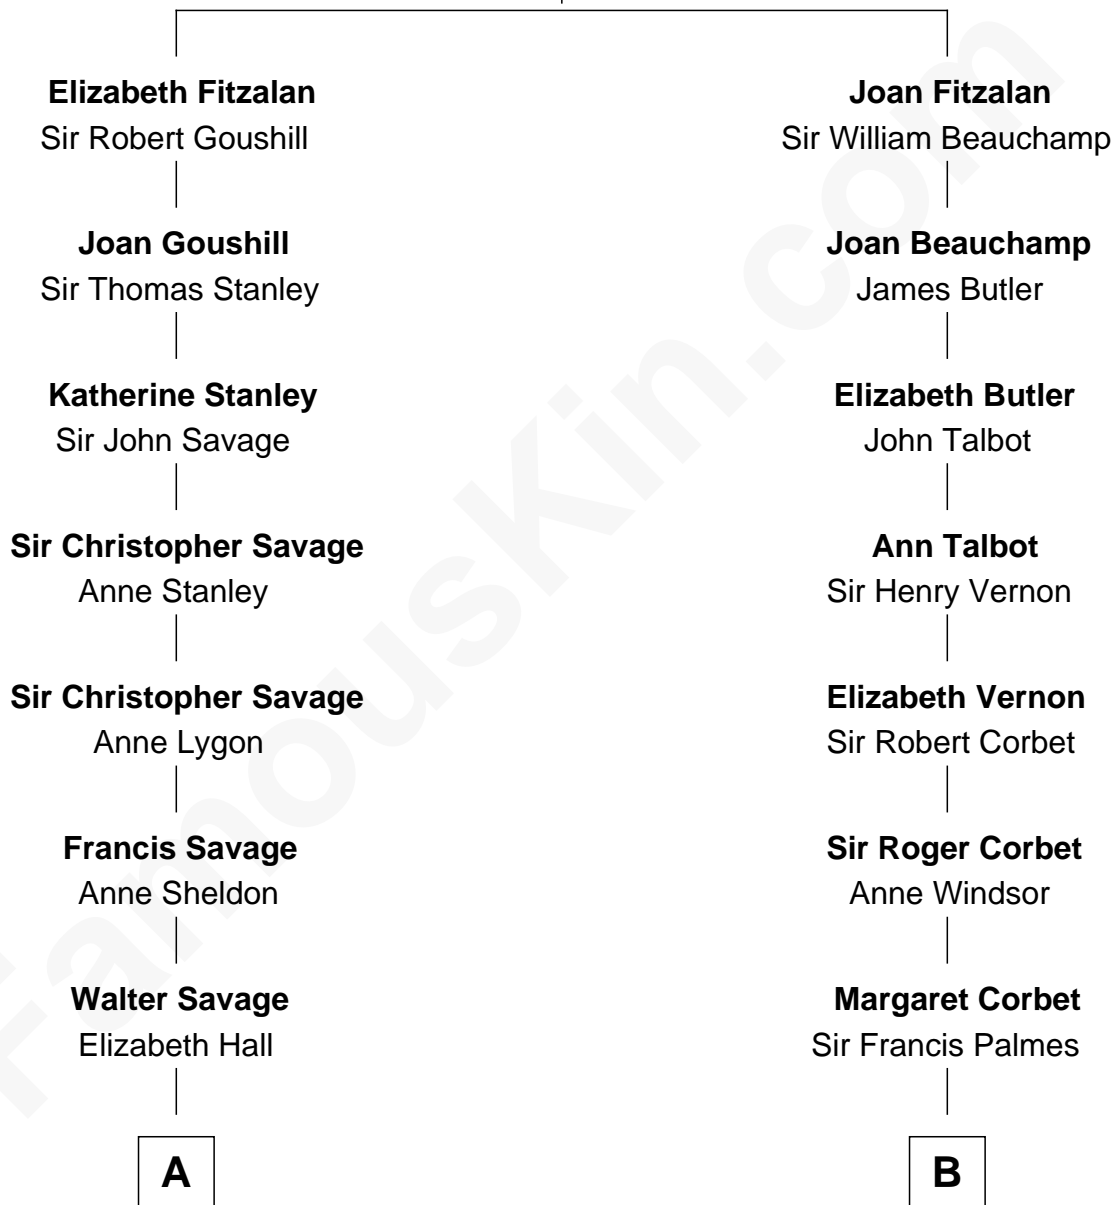 Elizabeth Fitzalan
Sir Robert Goushill
Joan Goushill
Sir Thomas Stanley
Katherine Stanley
Sir John Savage
Sir Christopher Savage
Anne Stanley
Sir Christopher Savage
Anne Lygon
Francis Savage
Anne Sheldon
Walter Savage
Elizabeth Hall
A
Joan Fitzalan
Sir William Beauchamp
Joan Beauchamp
James Butler
Elizabeth Butler
John Talbot
Ann Talbot
Sir Henry Vernon
Elizabeth Vernon
Sir Robert Corbet
Sir Roger Corbet
Anne Windsor
Margaret Corbet
Sir Francis Palmes
B
FamousKin.com